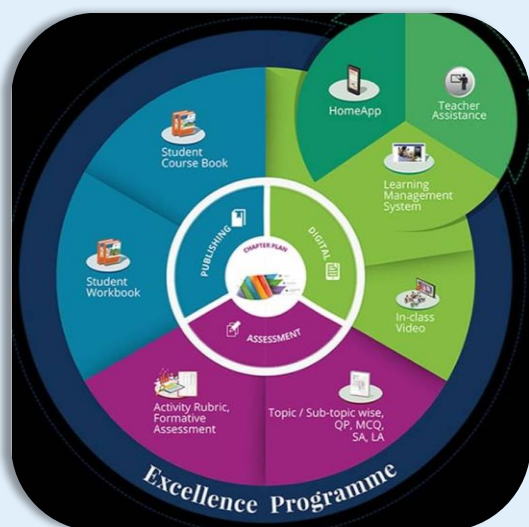 HomeApp
Teacher
Assistance
Learning
Management
System
Student
Course Book
Student
Workbook
PUBLISHING
DIGITAL
CHAPTER PLAN
ASSESSMENT
In-class
Video
Activity Rubric,
Formative
Assessment
Topic / Sub-topic wise,
QP, MCQ,
SA, LA
Excellence Programme